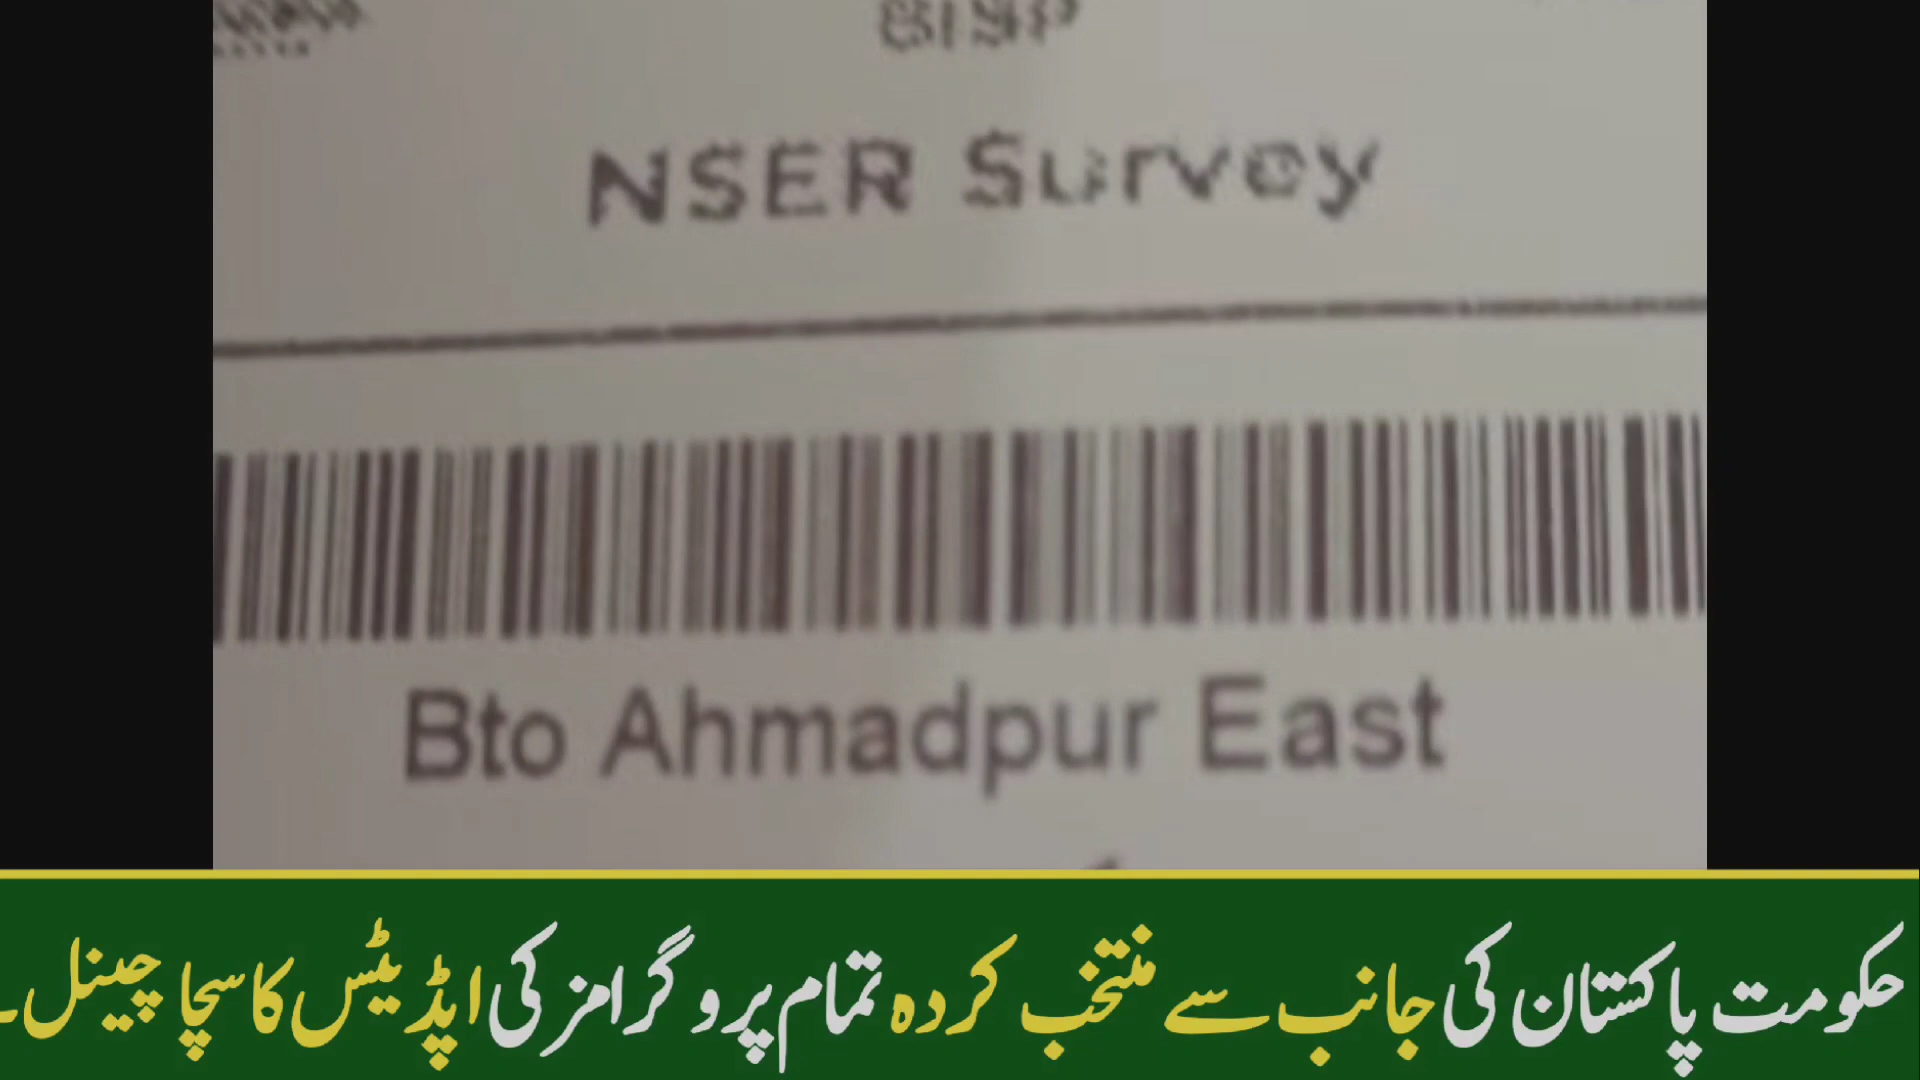 BISP
NSER Survey
Bto Ahmadpur East
حکومت پاکستان کی جانب سے منتخب کردہ تمام پروگرامز کی اپڈیٹس کا سچا چینل۔